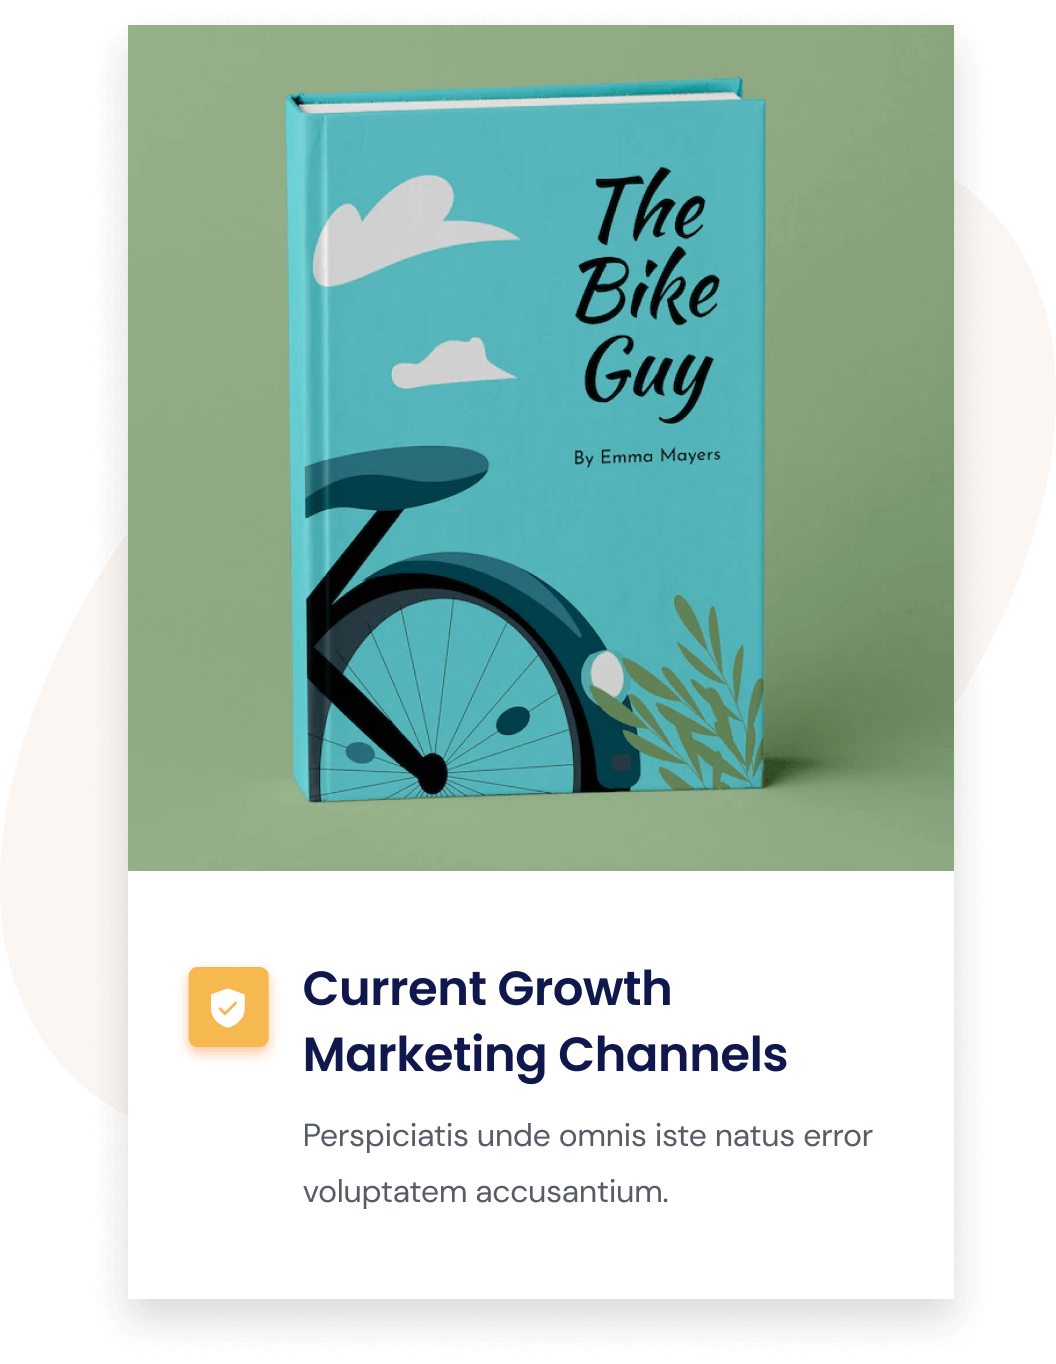 The
Bike
Guy
By Emma Mayers
Current Growth
Marketing Channels
Perspiciatis unde omnis iste natus error
voluptatem accusantium.